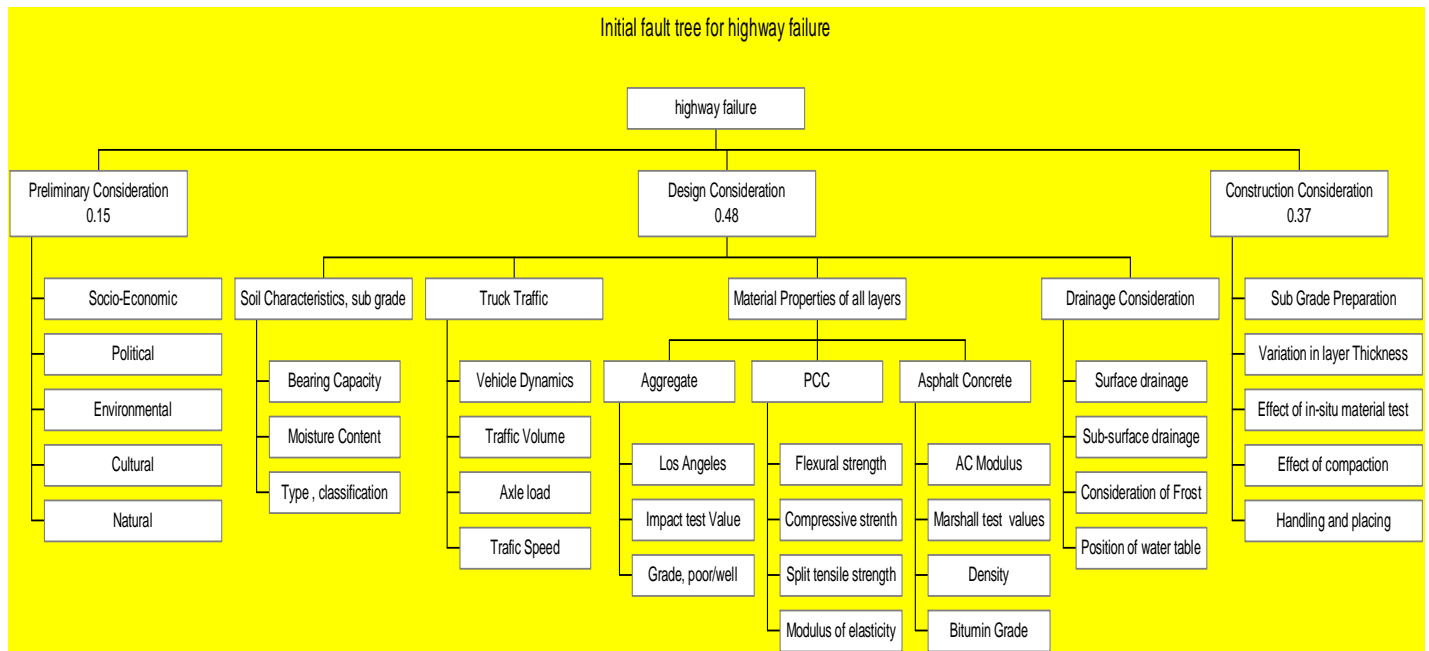 Initial fault tree for highway failure
highway failure
Preliminary Consideration
0.15
Design Consideration
0.48
Construction Consideration
0.37
Socio-Economic
Political
Environmental
Cultural
Natural
Soil Characteristics, sub grade
Bearing Capacity
Moisture Content
Type , classification
Truck Traffic
Vehicle Dynamics
Traffic Volume
Axle load
Trafic Speed
Material Properties of all layers
Aggregate
Los Angeles
Impact test Value
Grade, poor/well
PCC
Flexural strength
Compressive strenth
Split tensile strength
Modulus of elasticity
Asphalt Concrete
AC Modulus
Marshall test values
Density
Bitumin Grade
Drainage Consideration
Surface drainage
Sub-surface drainage
Consideration of Frost
Position of water table
Sub Grade Preparation
Variation in layer Thickness
Effect of in-situ material test
Effect of compaction
Handling and placing